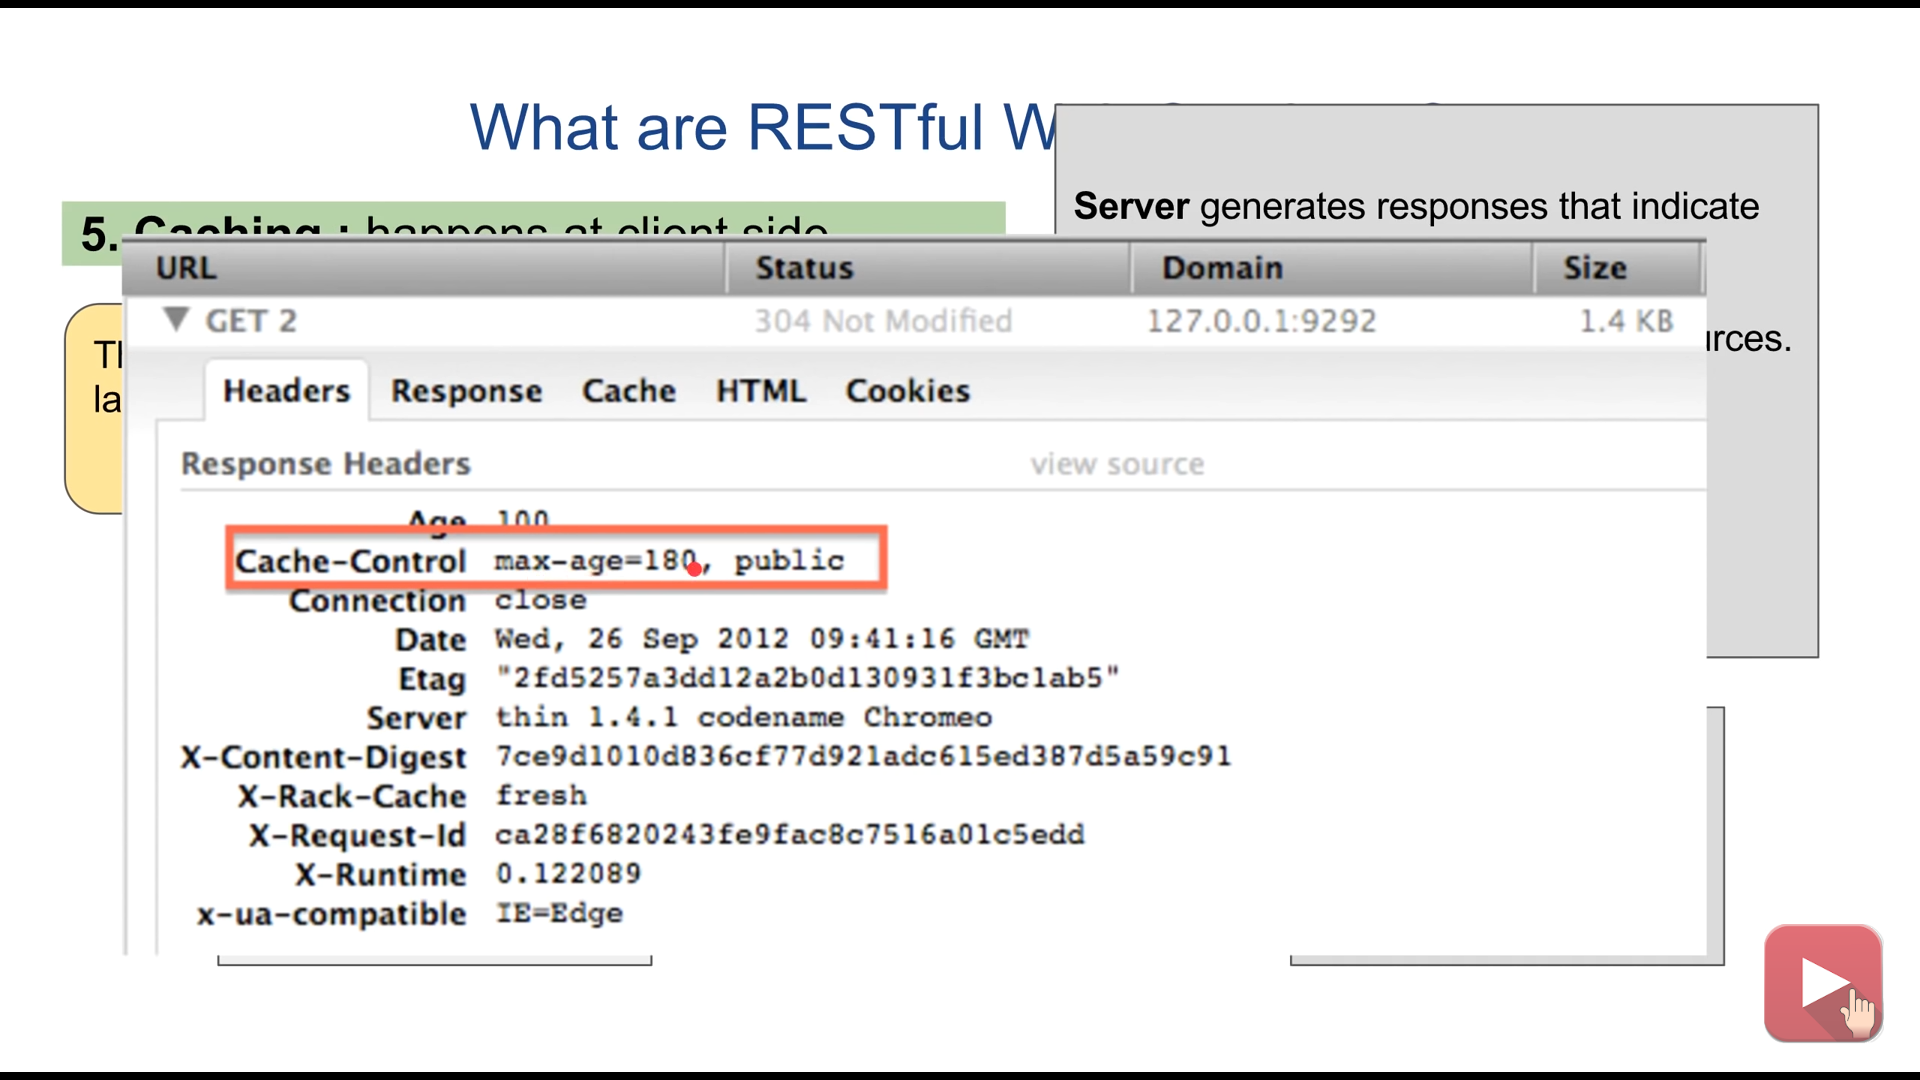 What are RESTful W
Server generates responses that indicate
5. Caching : happens at client side
URL Status Domain Size
GET 2 304 Not Modified 127.0.0.1:9292 1.4 KB
urces.
Th
la
Headers Response Cache HTML Cookies
Response Headers view source
Age 100
Cache-Control max-age=180, public
Connection close
Date Wed, 26 Sep 2012 09:41:16 GMT
Etag "2fd5257a3dd12a2b0d130931f3bc1ab5"
Server thin 1.4.1 codename Chromeo
X-Content-Digest 7ce9d1010d836cf77d921adc615ed387d5a59c91
X-Rack-Cache fresh
X-Request-Id ca28f6820243fe9fac8c7516a01c5edd
X-Runtime 0.122089
x-ua-compatible IE=Edge